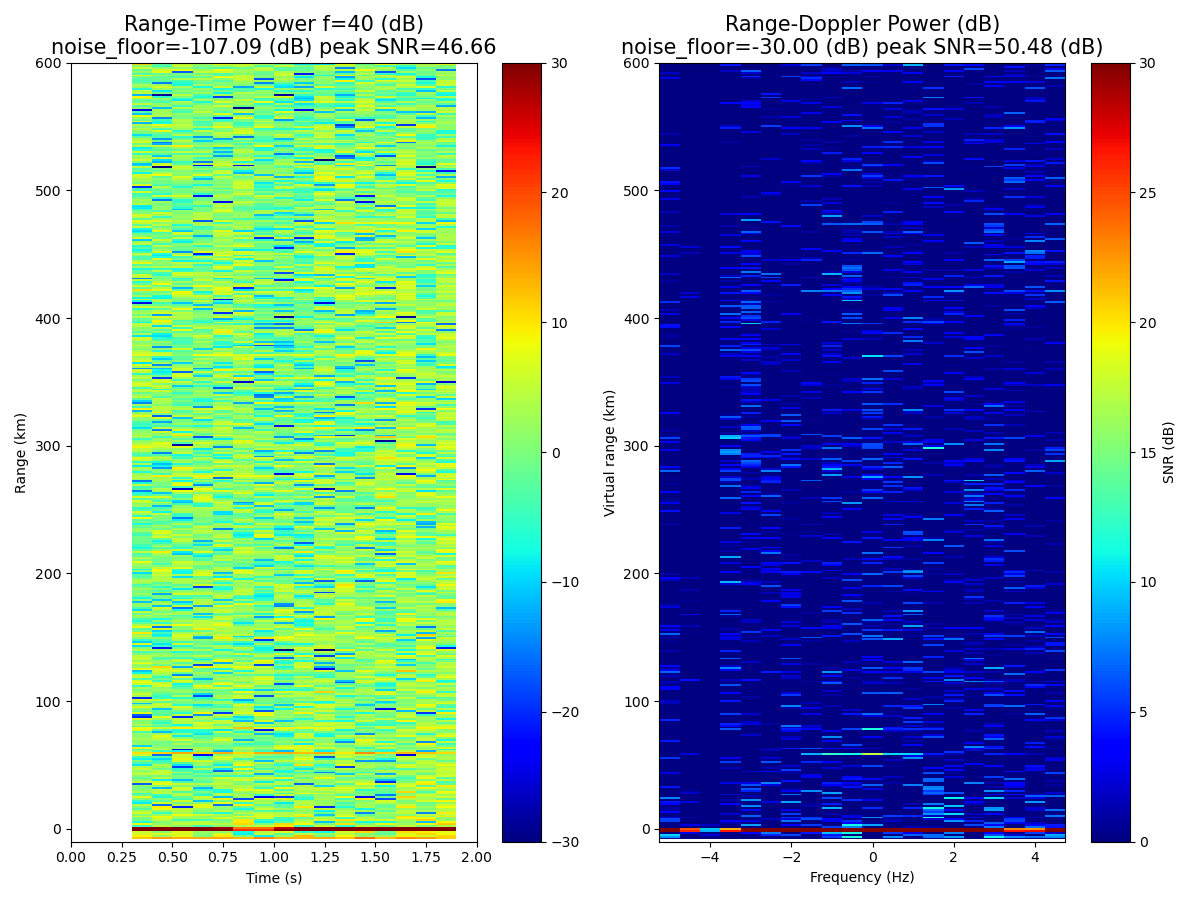 Range-Time Power f=40 (dB)
noise_floor=-107.09 (dB) peak SNR=46.66
Range (km)
600
500
400
300
200
100
0
0.00 0.25 0.50 0.75 1.00 1.25 1.50 1.75 2.00
Time (s)
30
20
10
0
−10
−20
−30
Range-Doppler Power (dB)
noise_floor=-30.00 (dB) peak SNR=50.48 (dB)
Virtual range (km)
600
500
400
300
200
100
0
−4 −2 0 2 4
Frequency (Hz)
30
25
20
15
10
5
0
SNR (dB)